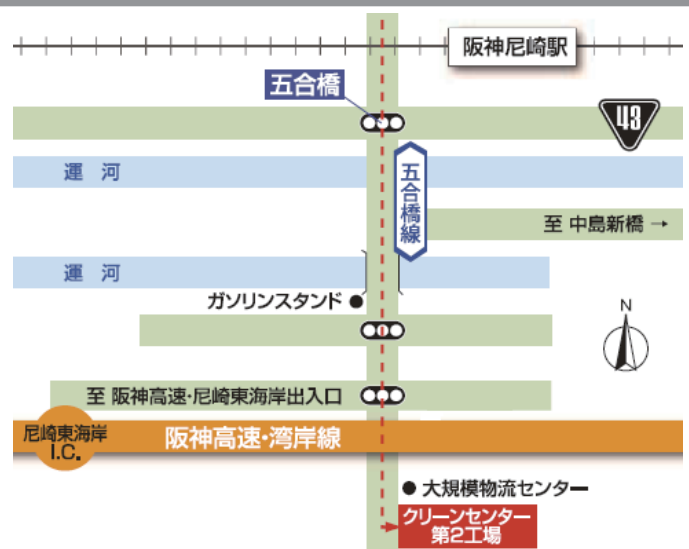 阪神尼崎駅
五合橋
43
運河
五合橋線
至 中島新橋 →
運河
ガソリンスタンド
N
至 阪神高速・尼崎東海岸出入口
尼崎東海岸
I.C.
阪神高速・湾岸線
大規模物流センター
クリーンセンター
第2工場